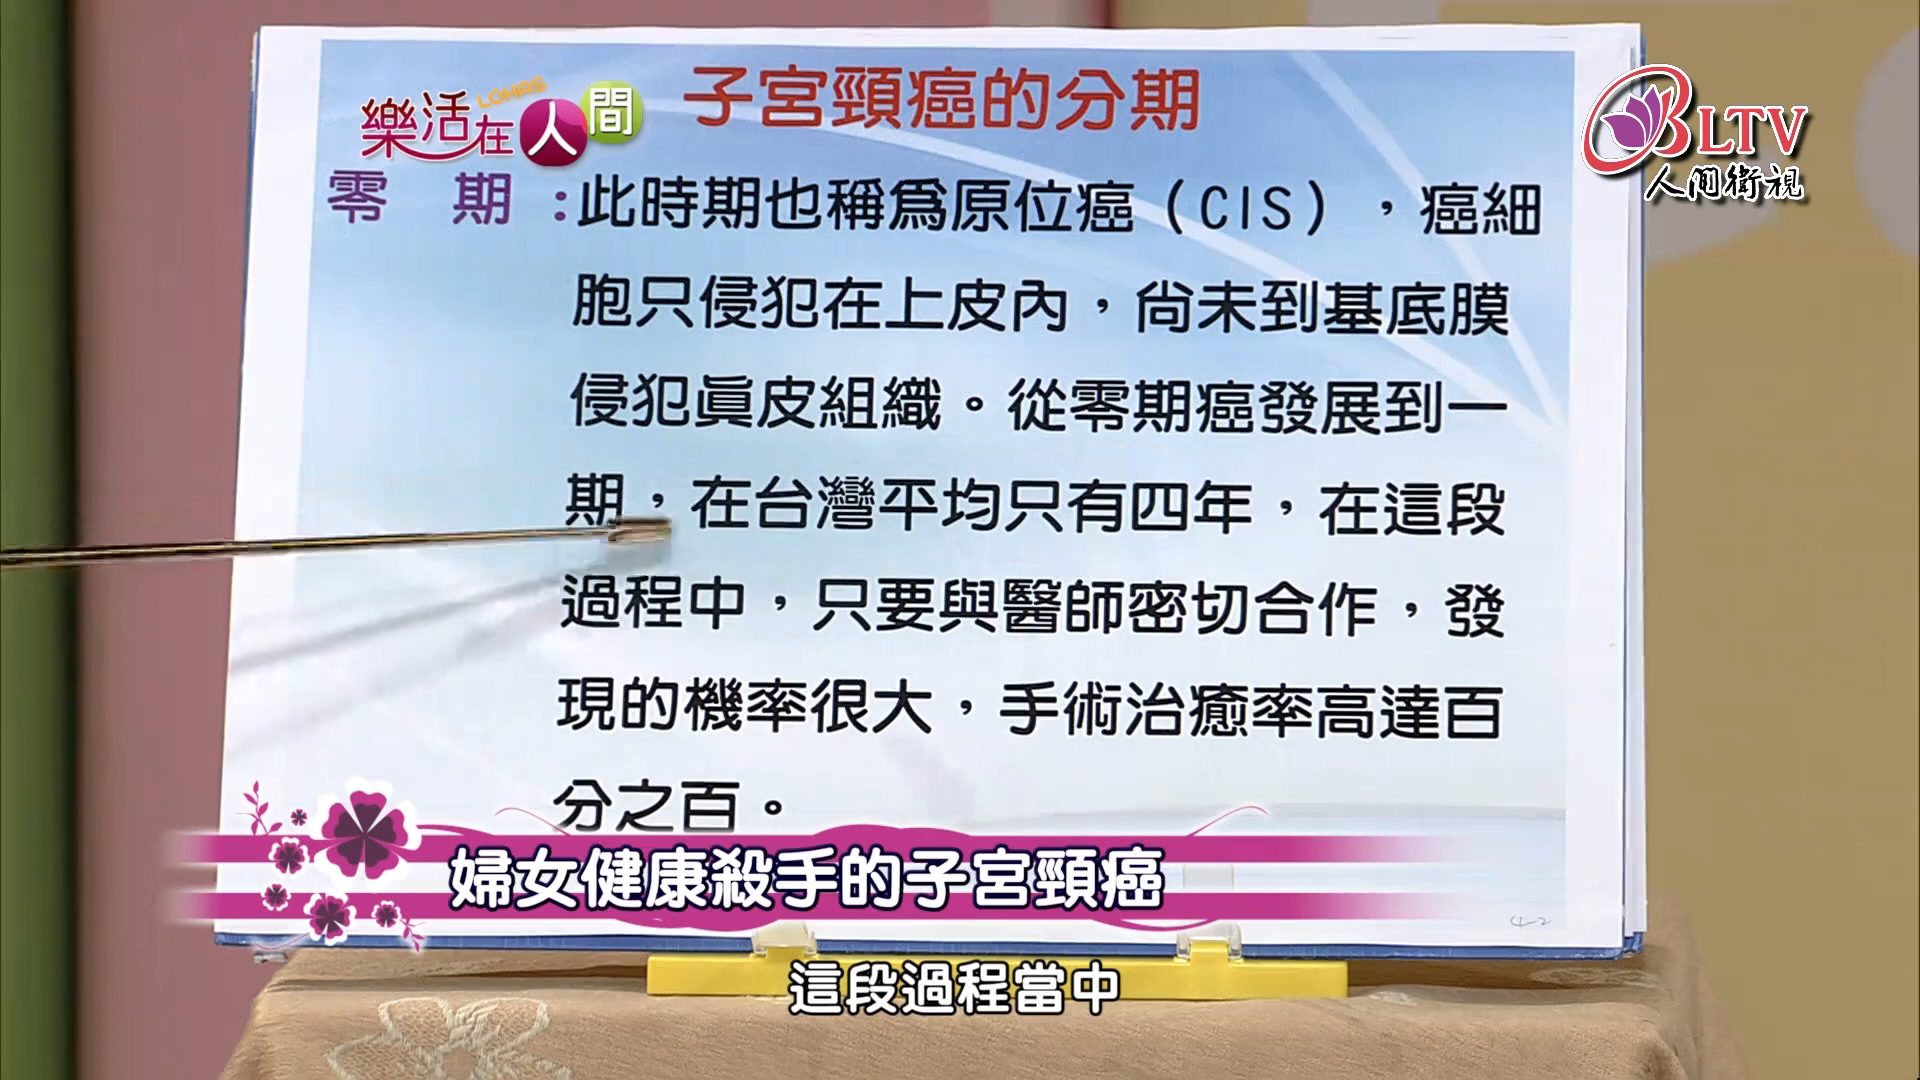 子宮頸癌的分期
樂活在人間
LOHAS
BLTV
人間衛視
零 期 :此時期也稱為原位癌（CIS），癌細
胞只侵犯在上皮內，尚未到基底膜
侵犯眞皮組織。從零期癌發展到一
期，在台灣平均只有四年，在這段
過程中，只要與醫師密切合作，發
現的機率很大，手術治癒率高達百
分之百。
婦女健康殺手的子宮頸癌
4-2
這段過程當中